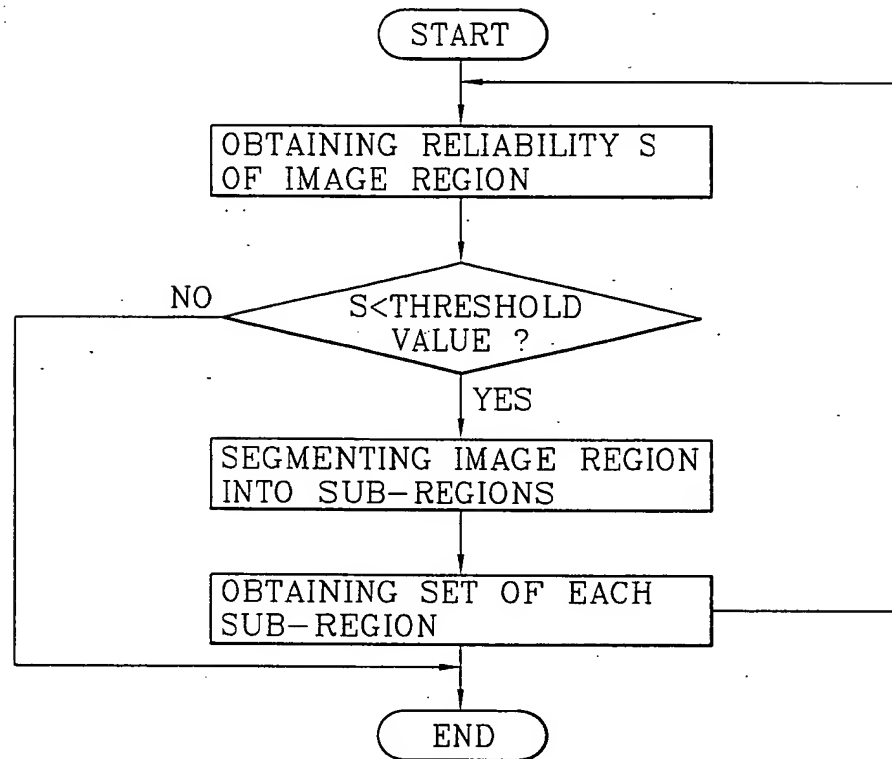 START
OBTAINING RELIABILITY S
OF IMAGE REGION
NO
S<THRESHOLD
VALUE ?
YES
SEGMENTING IMAGE REGION
INTO SUB-REGIONS
OBTAINING SET OF EACH
SUB-REGION
END